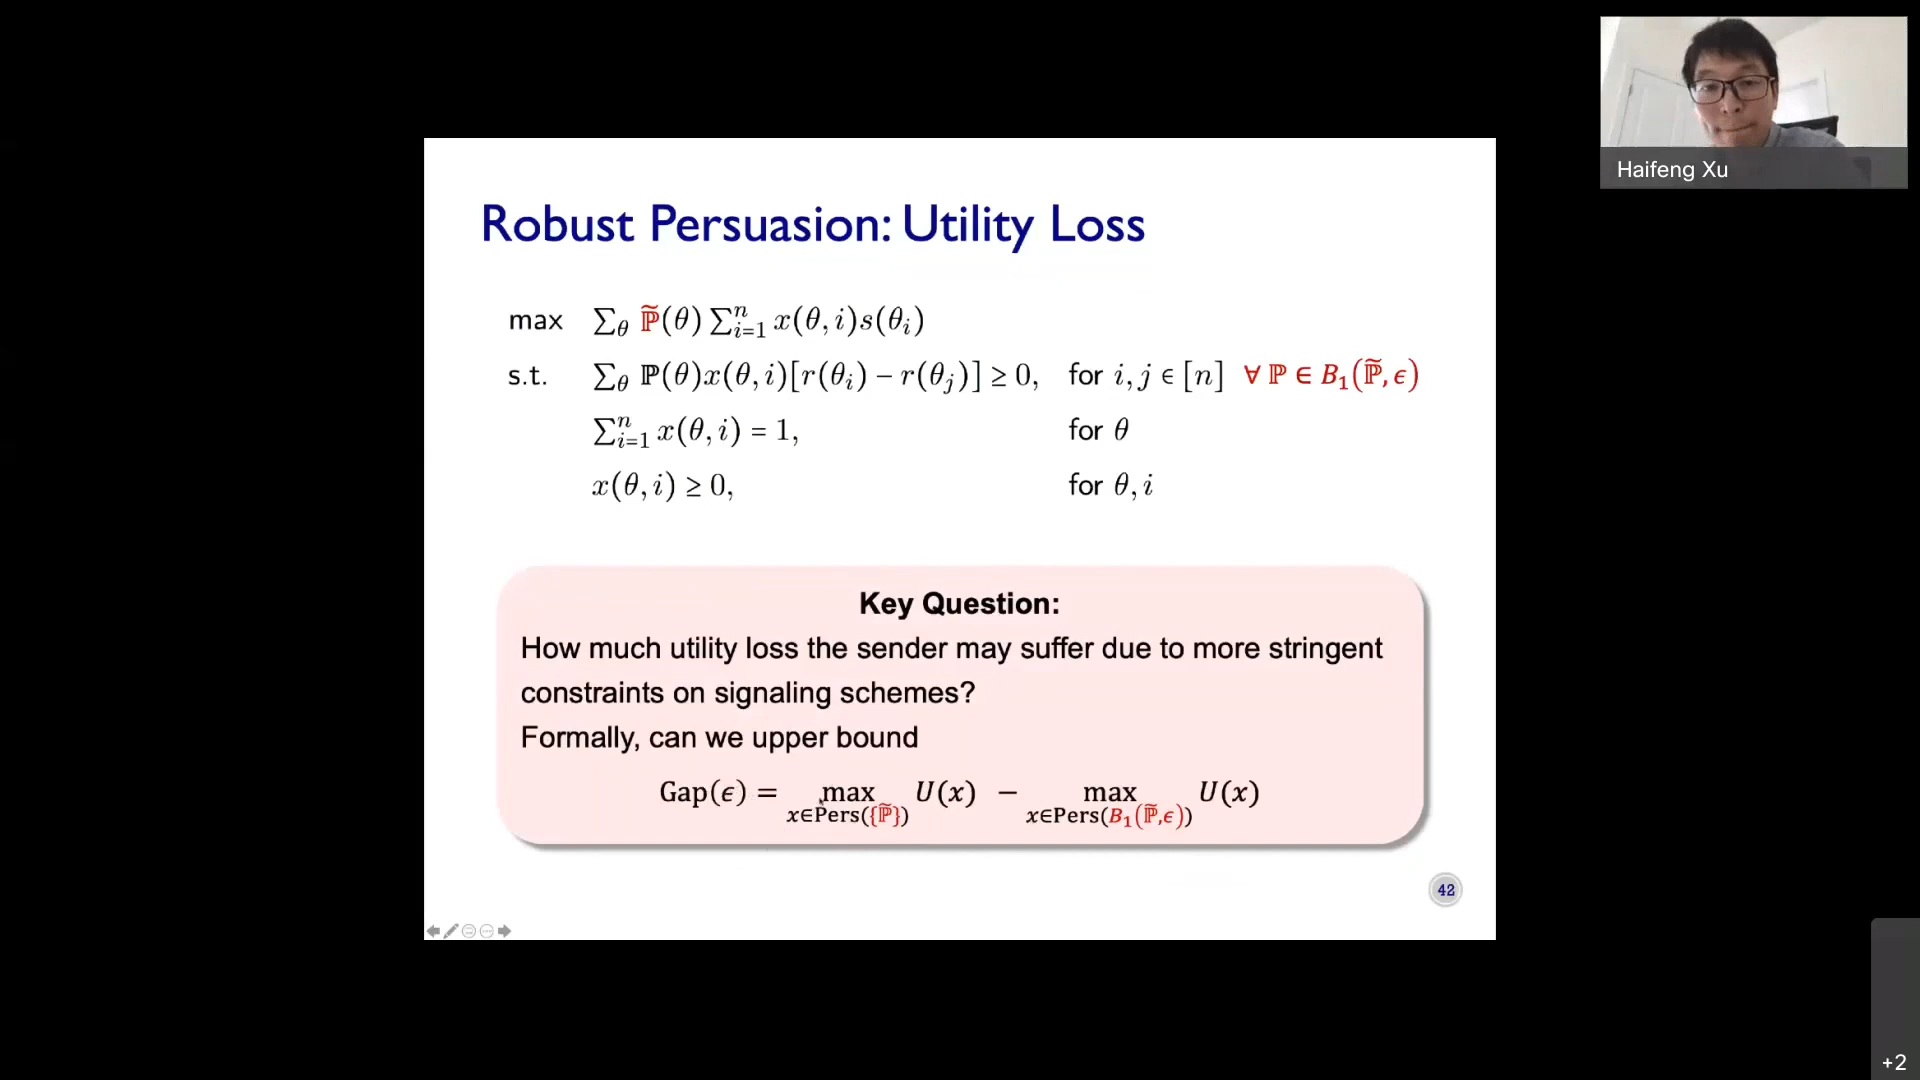 Haifeng Xu
Robust Persuasion: Utility Loss
max ∑θ ℙ̃(θ) ∑ⁿᵢ₌₁ x(θ, i)s(θᵢ)
s.t. ∑θ ℙ(θ)x(θ, i)[r(θᵢ) − r(θⱼ)] ≥ 0, for i, j ∈ [n] ∀ ℙ ∈ B₁(ℙ̃, ϵ)
∑ⁿᵢ₌₁ x(θ, i) = 1, for θ
x(θ, i) ≥ 0, for θ, i
Key Question:
How much utility loss the sender may suffer due to more stringent
constraints on signaling schemes?
Formally, can we upper bound
Gap(ϵ) = max U(x) − max U(x)
x∈Pers({ℙ̃}) x∈Pers(B₁(ℙ̃,ϵ))
42
+2